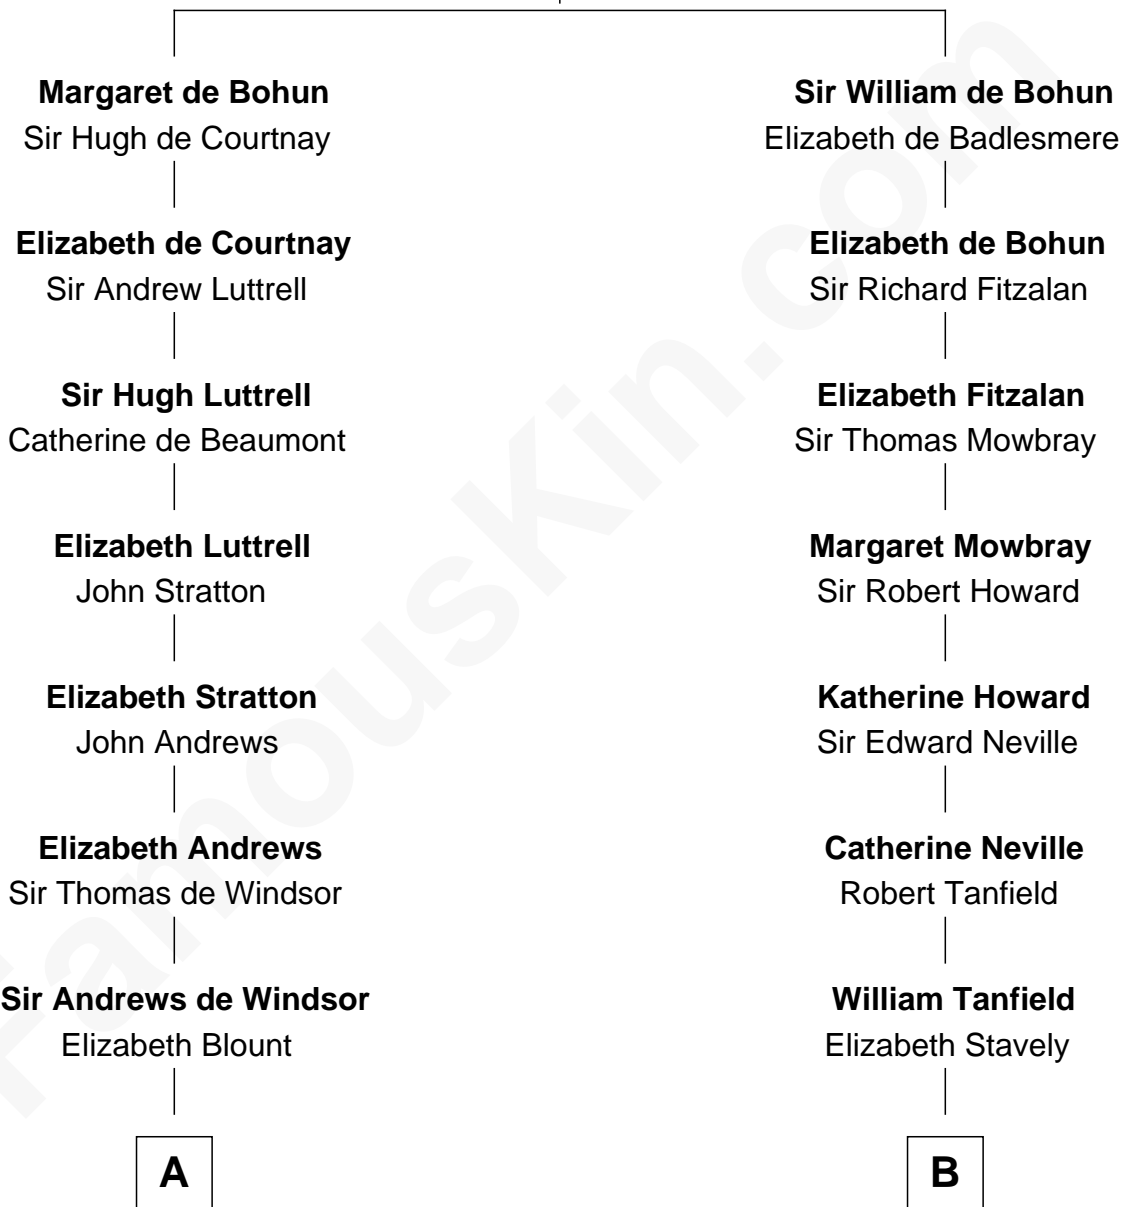 Margaret de Bohun
Sir Hugh de Courtnay
Elizabeth de Courtnay
Sir Andrew Luttrell
Sir Hugh Luttrell
Catherine de Beaumont
Elizabeth Luttrell
John Stratton
Elizabeth Stratton
John Andrews
Elizabeth Andrews
Sir Thomas de Windsor
Sir Andrews de Windsor
Elizabeth Blount
A
Sir William de Bohun
Elizabeth de Badlesmere
Elizabeth de Bohun
Sir Richard Fitzalan
Elizabeth Fitzalan
Sir Thomas Mowbray
Margaret Mowbray
Sir Robert Howard
Katherine Howard
Sir Edward Neville
Catherine Neville
Robert Tanfield
William Tanfield
Elizabeth Stavely
B
FamousKin.com